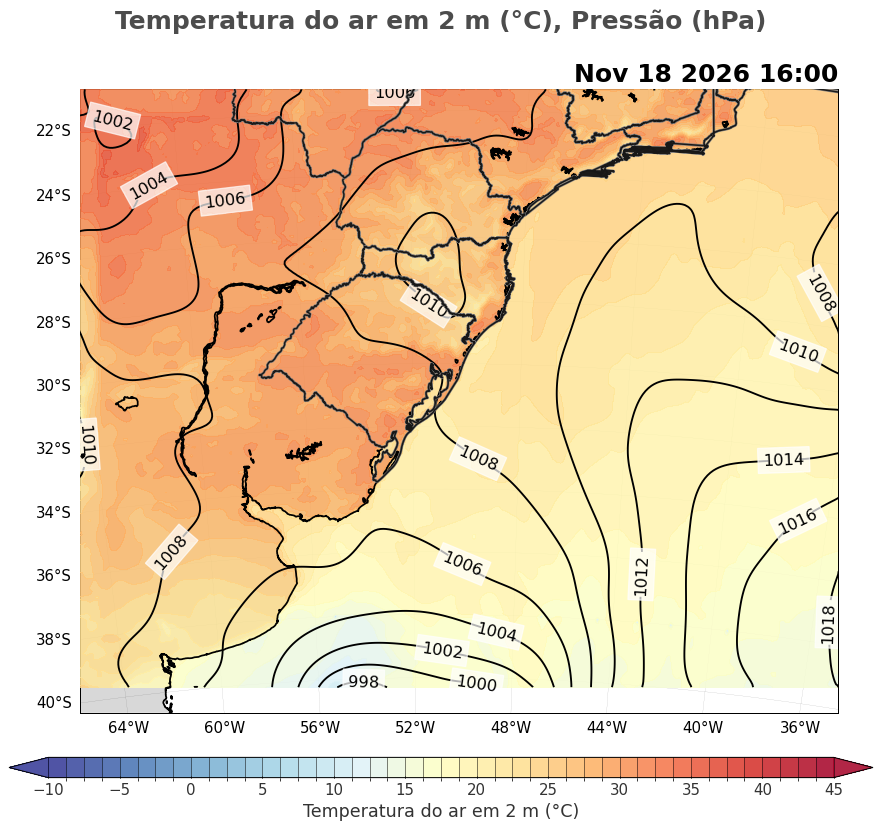 Temperatura do ar em 2 m (°C), Pressão (hPa)
Nov 18 2026 16:00
1002
1004
1006
1008
1010
1008
1010
1010
1008
1014
1016
1008
1006
1012
1004
1002
1018
998
1000
22°S
24°S
26°S
28°S
30°S
32°S
34°S
36°S
38°S
40°S
64°W 60°W 56°W 52°W 48°W 44°W 40°W 36°W
−10 −5 0 5 10 15 20 25 30 35 40 45
Temperatura do ar em 2 m (°C)